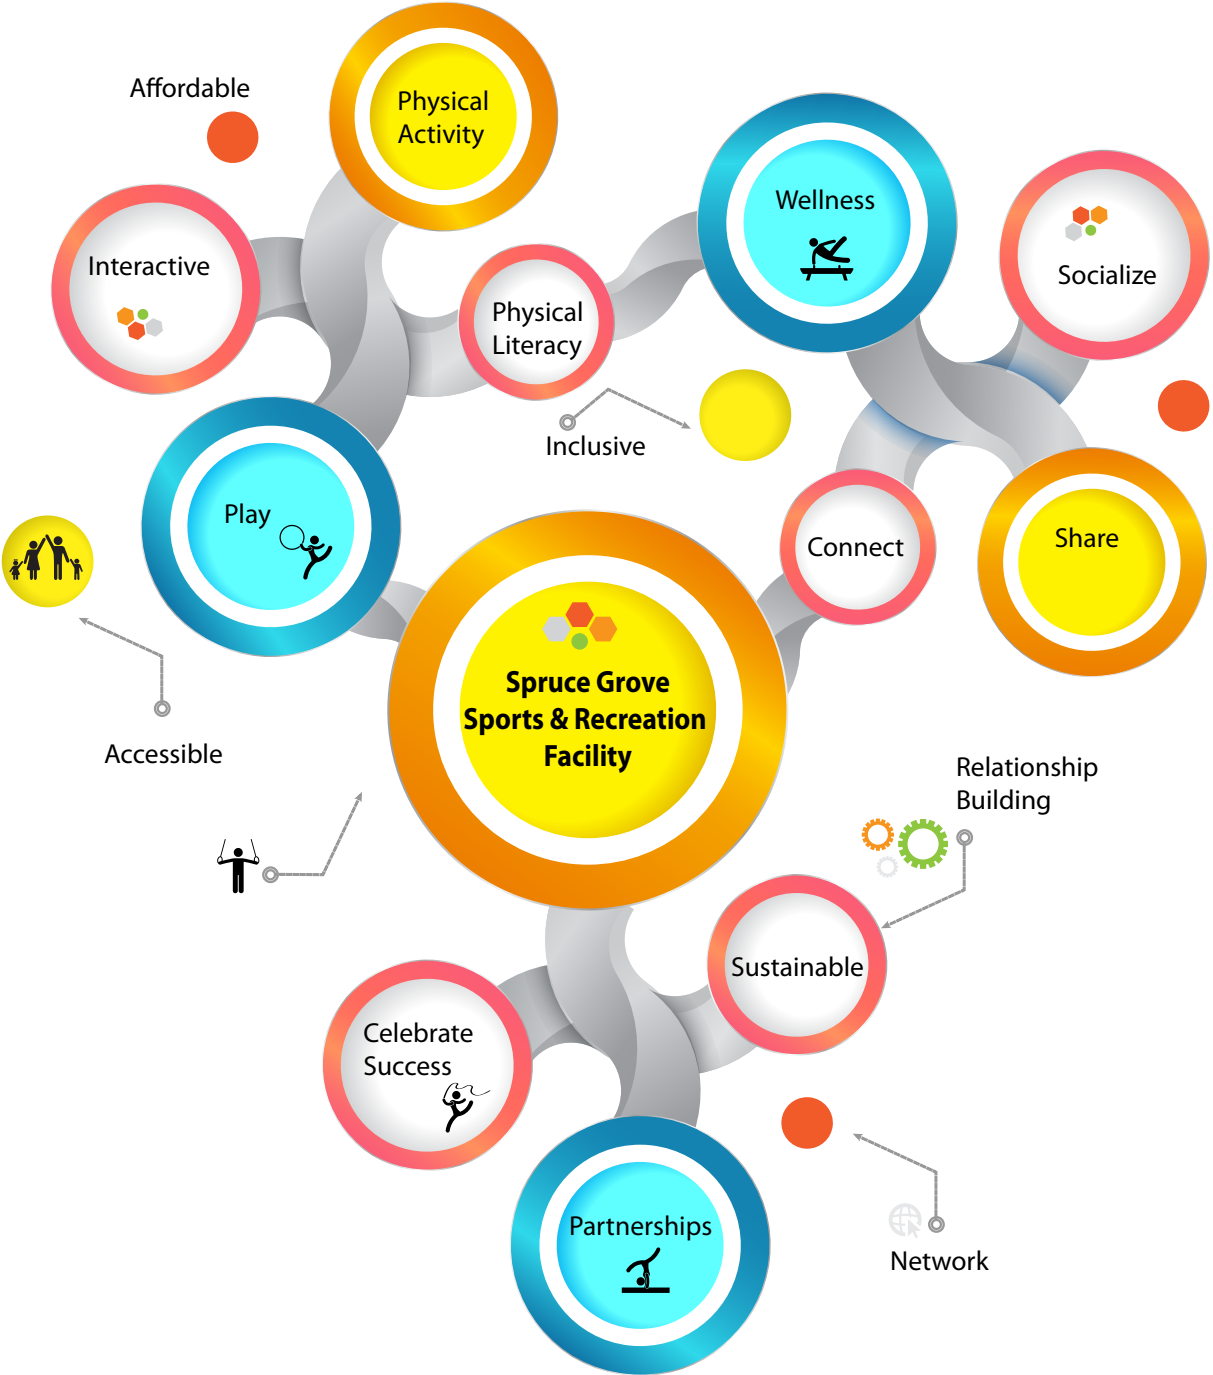 Affordable
Physical
Activity
Wellness
Interactive
Socialize
Physical
Literacy
Inclusive
Play
Connect
Share
Spruce Grove
Sports & Recreation
Facility
Accessible
Relationship
Building
Sustainable
Celebrate
Success
Partnerships
Network